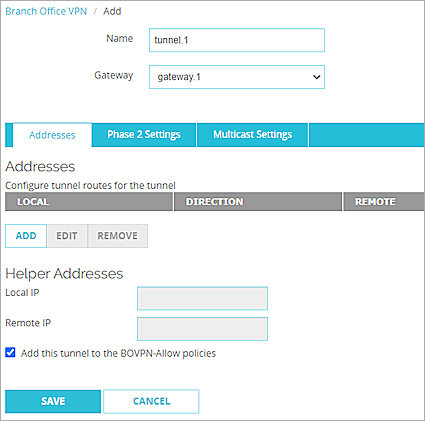 Branch Office VPN / Add
Name tunnel.1
Gateway gateway.1
Addresses Phase 2 Settings Multicast Settings
Addresses
Configure tunnel routes for the tunnel
LOCAL DIRECTION REMOTE
ADD EDIT REMOVE
Helper Addresses
Local IP
Remote IP
Add this tunnel to the BOVPN-Allow policies
SAVE CANCEL